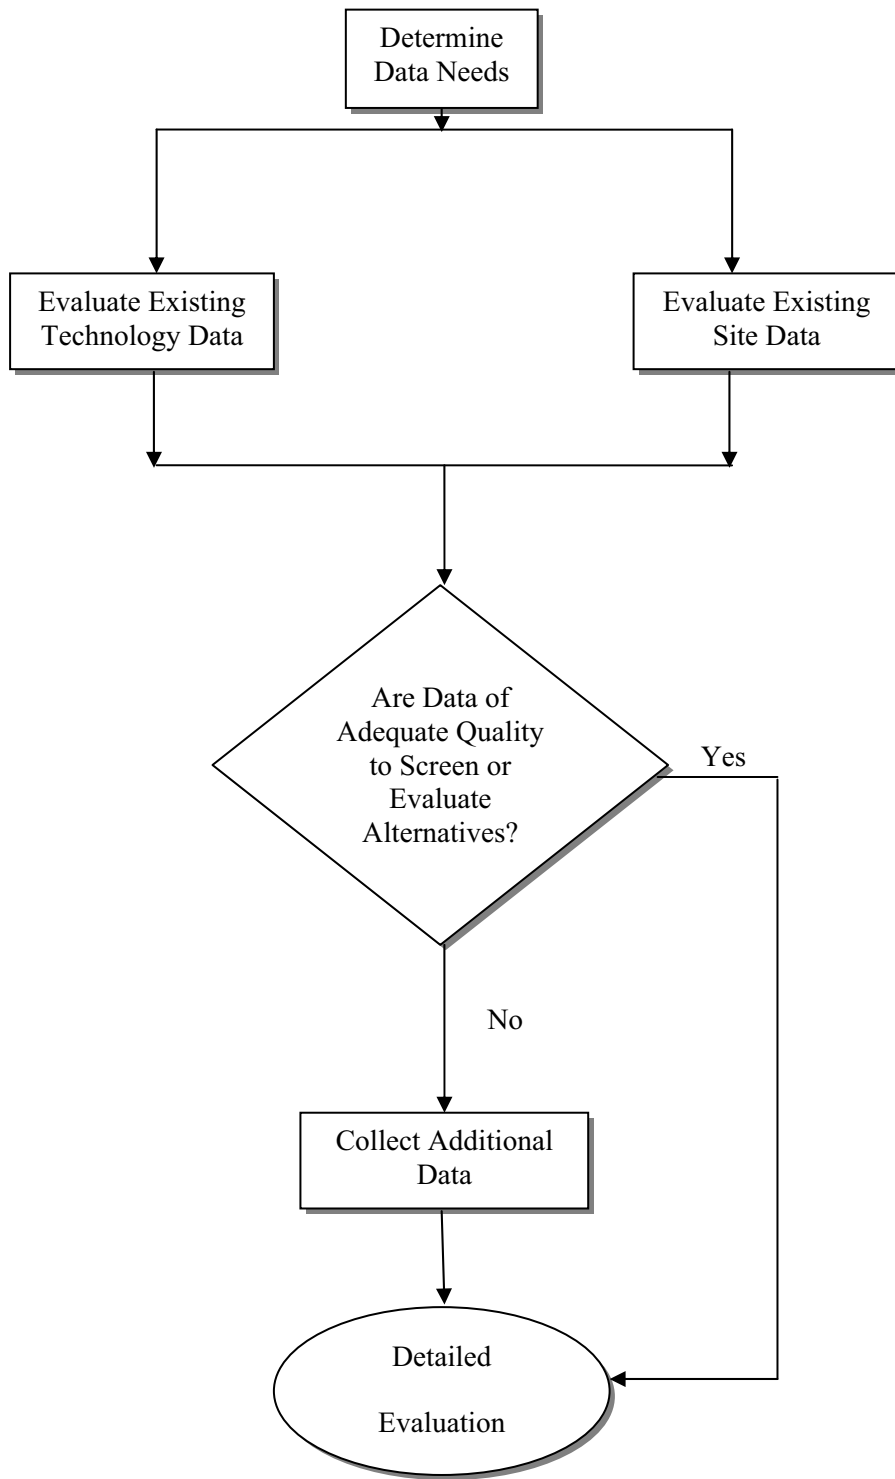 Determine
Data Needs
Evaluate Existing
Technology Data
Evaluate Existing
Site Data
Are Data of
Adequate Quality
to Screen or
Evaluate
Alternatives?
Yes
No
Collect Additional
Data
Detailed
Evaluation